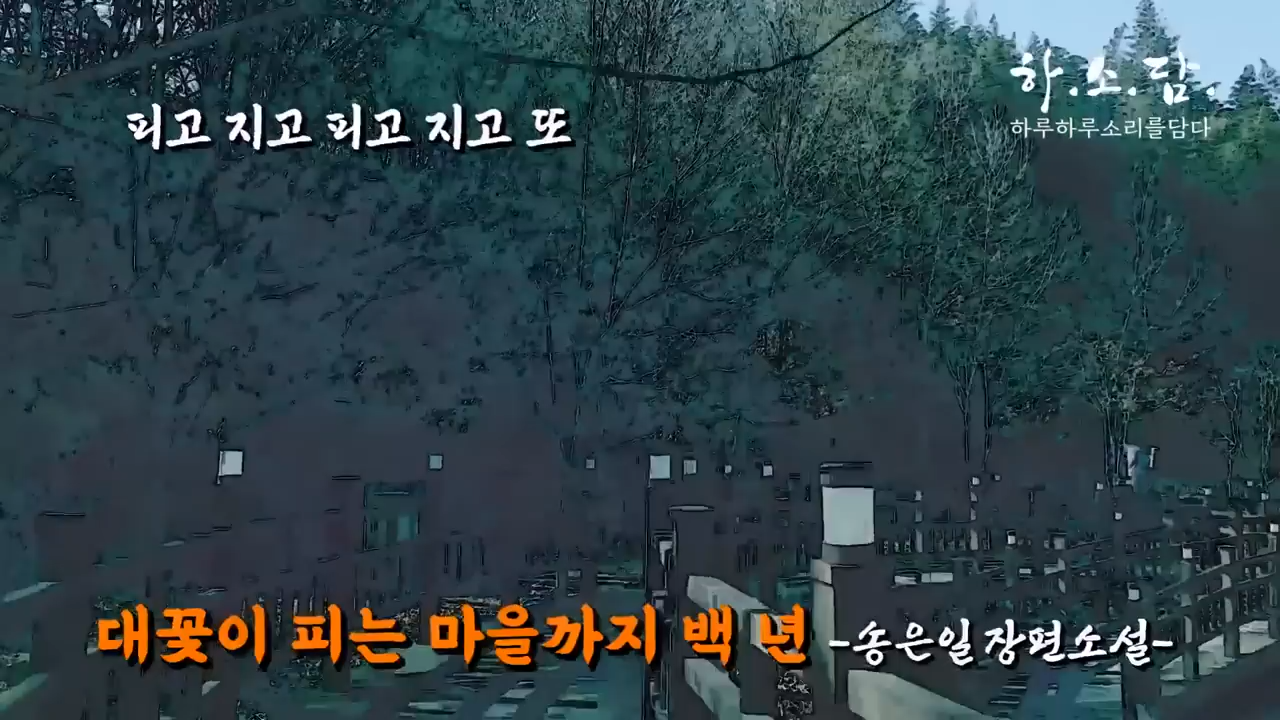 하.소.담.
하루하루소리를담다
피고 지고 피고 지고 또
대꽃이 피는 마을까지 백 년 -송은일 장편소설-